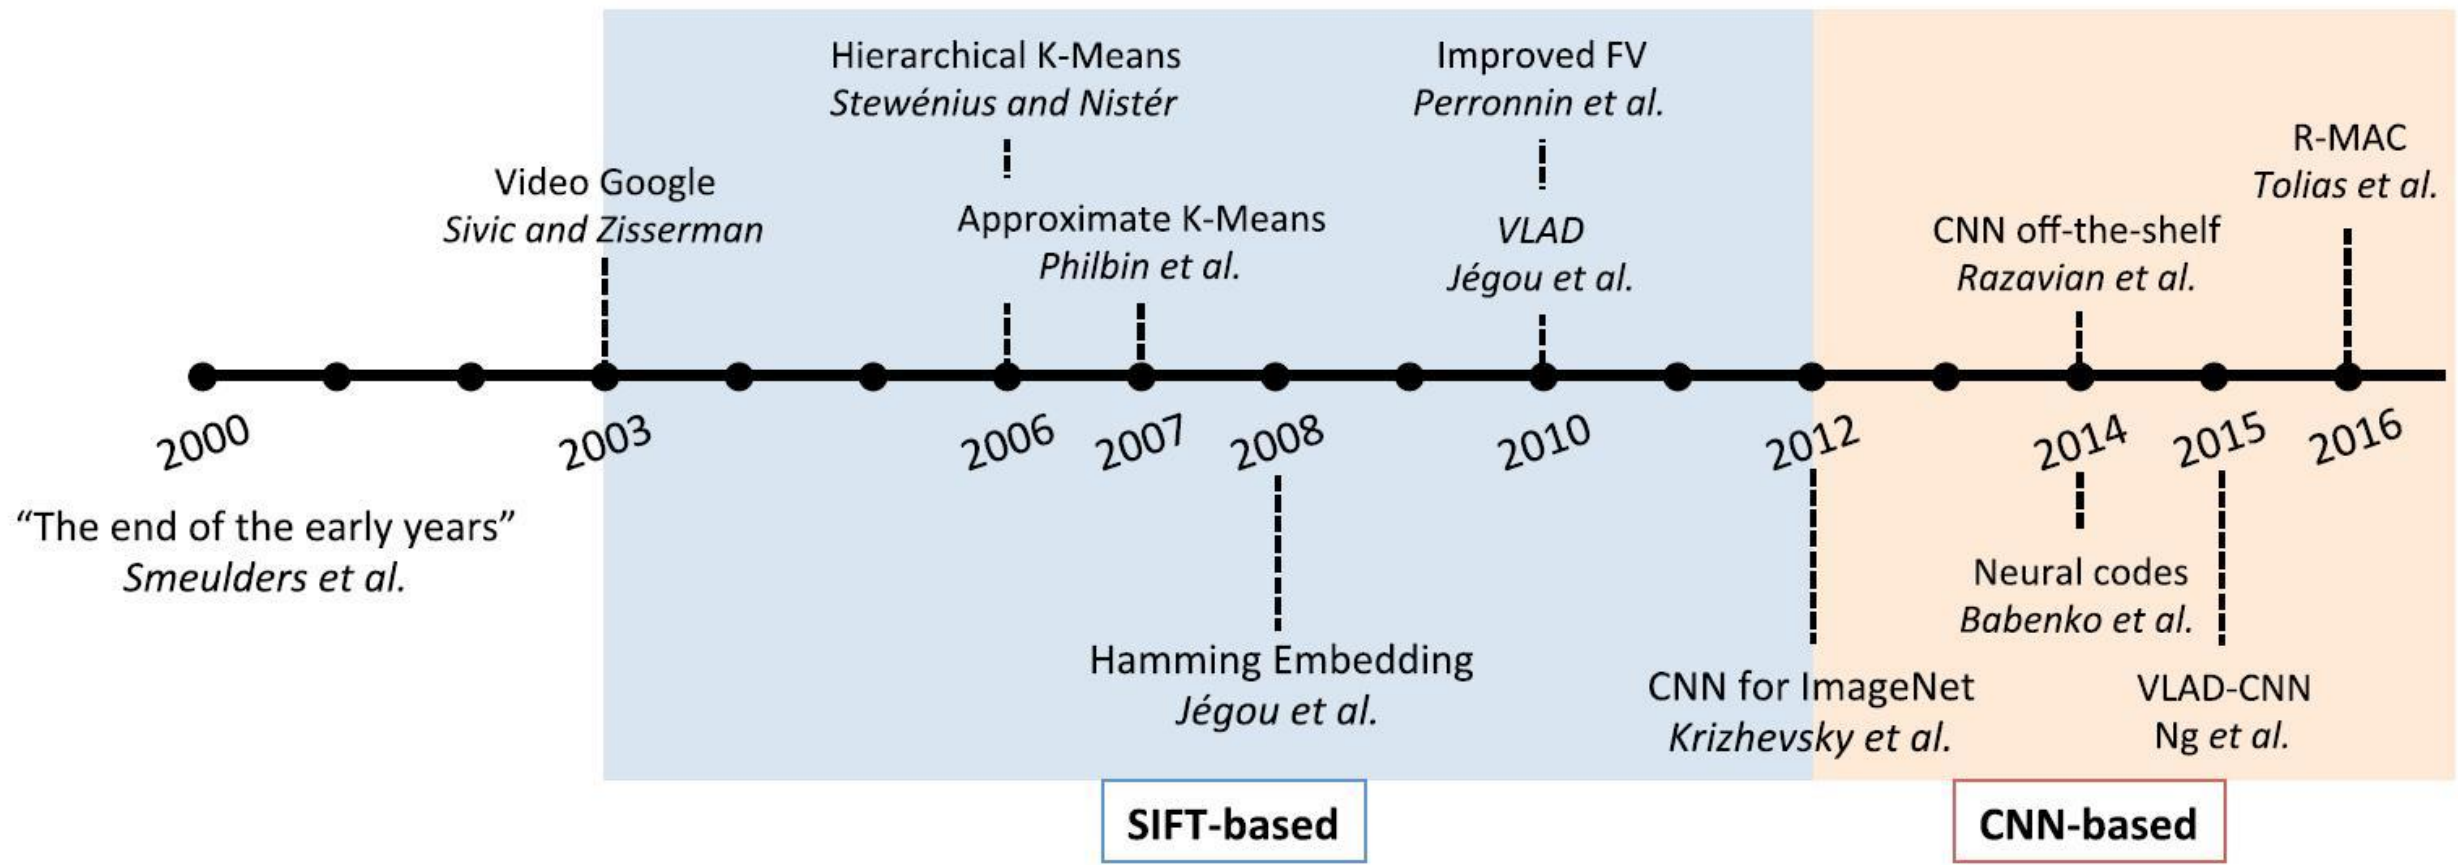 Hierarchical K-Means
Stewénius and Nistér
Improved FV
Perronnin et al.
R-MAC
Tolias et al.
Video Google
Sivic and Zisserman
Approximate K-Means
Philbin et al.
VLAD
Jégou et al.
CNN off-the-shelf
Razavian et al.
2000
2003
2006
2007
2008
2010
2012
2014
2015
2016
“The end of the early years”
Smeulders et al.
Hamming Embedding
Jégou et al.
CNN for ImageNet
Krizhevsky et al.
Neural codes
Babenko et al.
VLAD-CNN
Ng et al.
SIFT-based
CNN-based